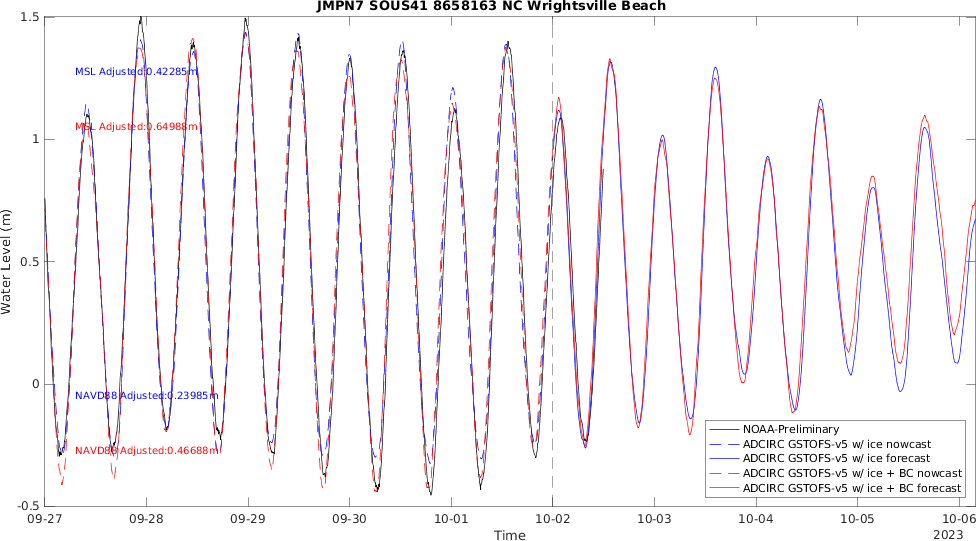 JMPN7 SOUS41 8658163 NC Wrightsville Beach
1.5
1
0.5
0
-0.5
Water Level (m)
MSL Adjusted:0.42285m
MSL Adjusted:0.64988m
NAVD88 Adjusted:0.23985m
NAVD88 Adjusted:0.46688m
NOAA-Preliminary
ADCIRC GSTOFS-v5 w/ ice nowcast
ADCIRC GSTOFS-v5 w/ ice forecast
ADCIRC GSTOFS-v5 w/ ice + BC nowcast
ADCIRC GSTOFS-v5 w/ ice + BC forecast
09-27 09-28 09-29 09-30 10-01 10-02 10-03 10-04 10-05 10-06
Time
2023